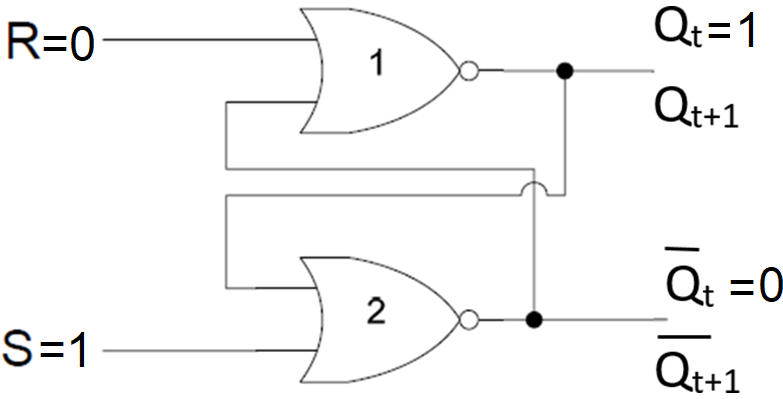 R=0
1
Qt=1
Qt+1
2
Q̅t =0
S=1
Q̅t+1